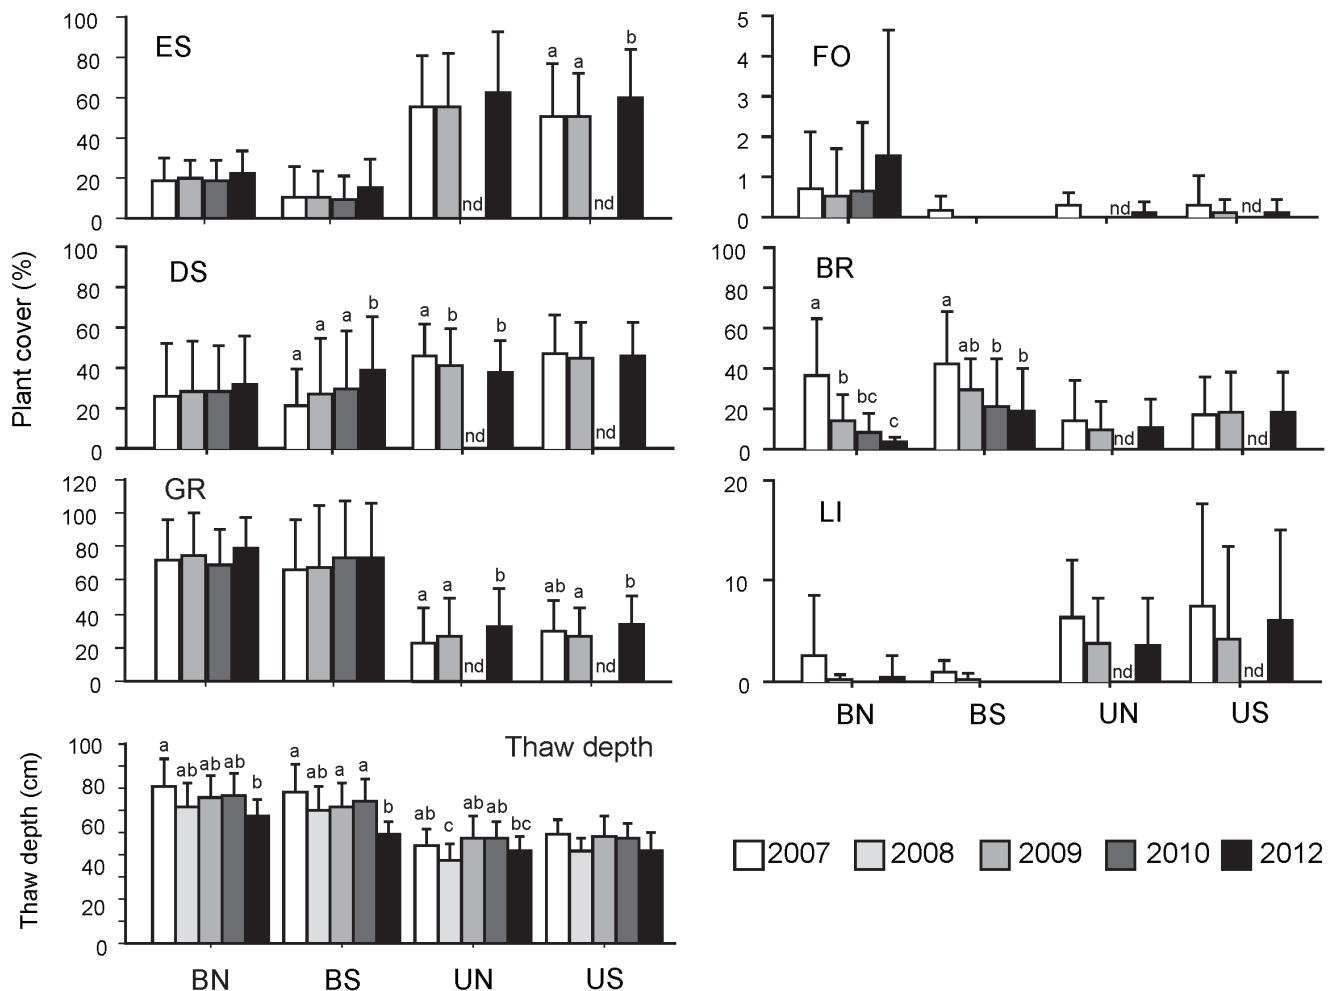 Plant cover (%)
ES
100
80
60
40
20
0
nd
a
a
nd
b
FO
5
4
3
2
1
0
nd
nd
DS
100
80
60
40
20
0
a
a
a
b
a
b
nd
b
nd
BR
100
80
60
40
20
0
a
b
bc
c
a
ab
b
b
nd
nd
GR
120
100
80
60
40
20
0
a
a
nd
b
ab
a
nd
b
LI
20
10
0
nd
nd
BN BS UN US
Thaw depth (cm)
Thaw depth
100
80
60
40
20
0
a
ab
ab
ab
b
a
ab
a
a
b
ab
c
ab
ab
bc
BN BS UN US
2007 2008 2009 2010 2012